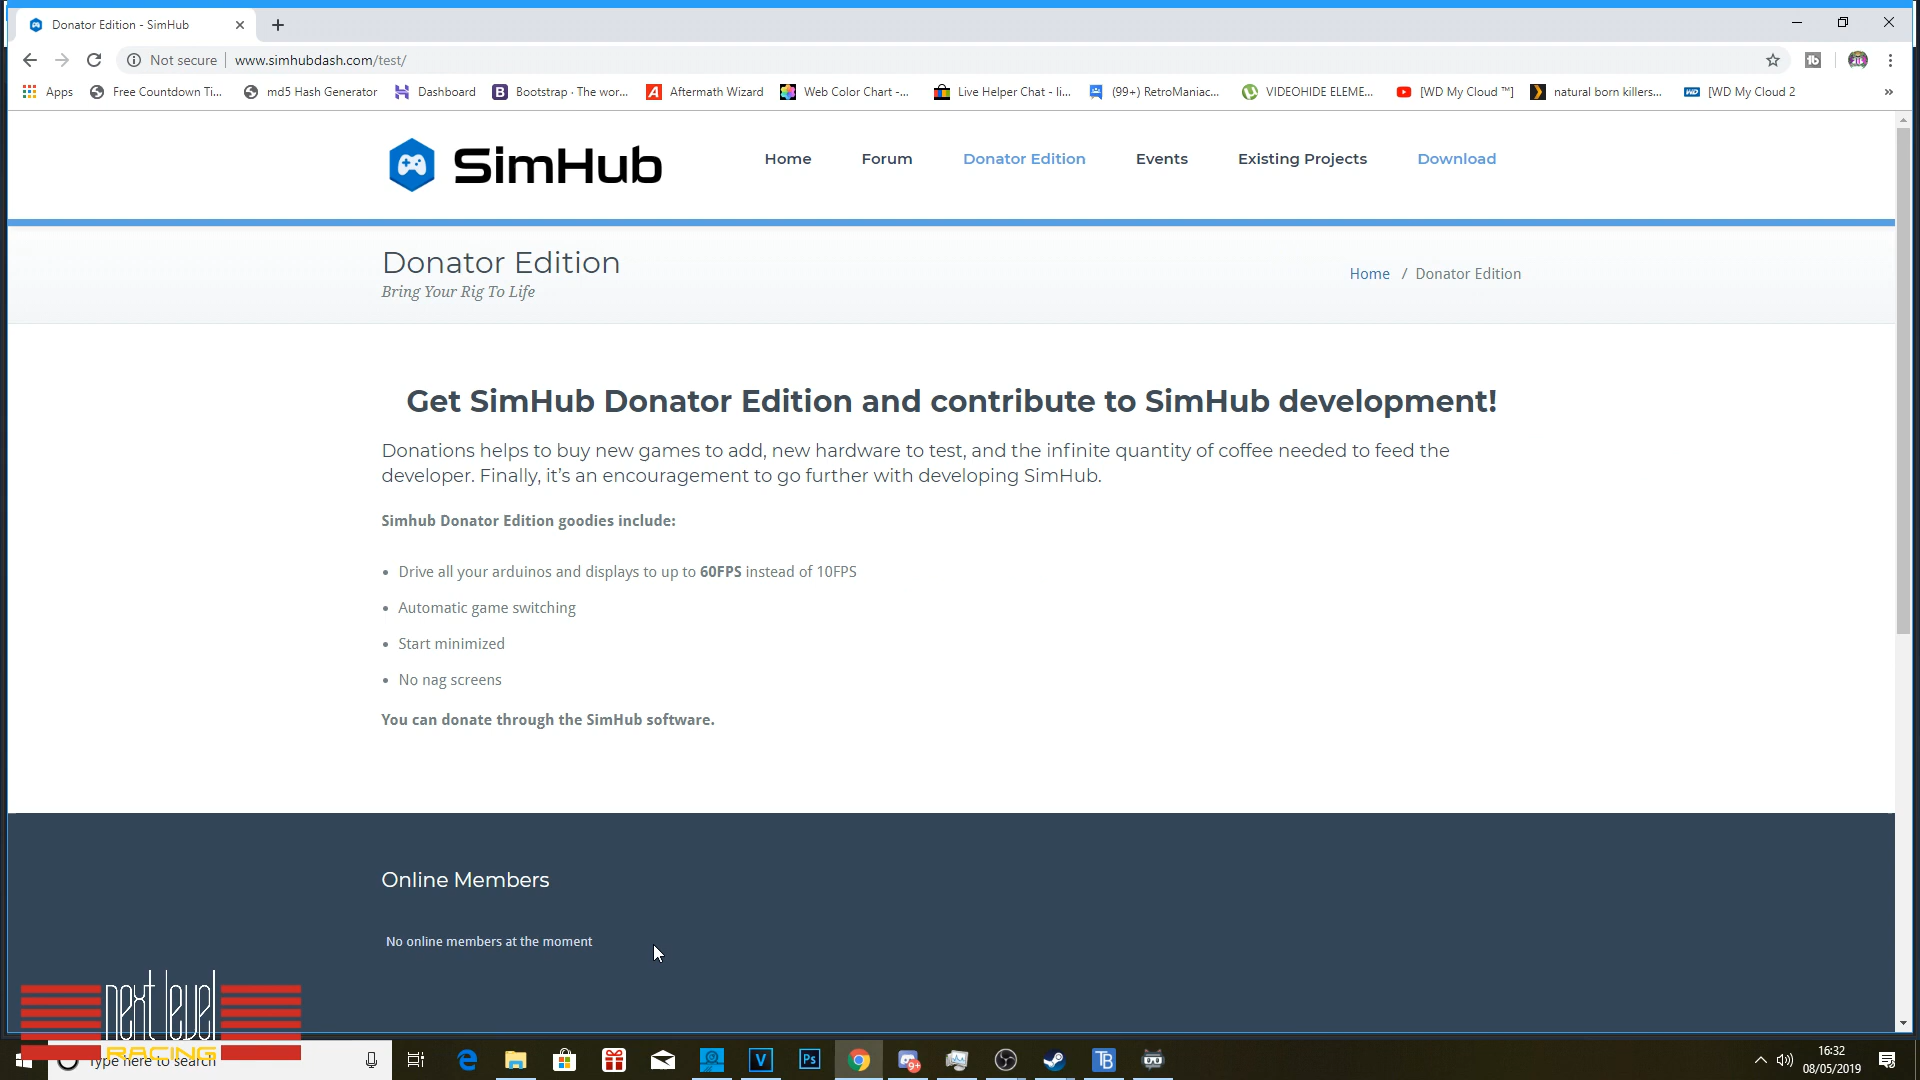 Donator Edition - SimHub
Not secure | www.simhubdash.com/test/
Apps Free Countdown Ti... md5 Hash Generator Dashboard Bootstrap · The wor... Aftermath Wizard Web Color Chart -... Live Helper Chat - li... (99+) RetroManiac... VIDEOHIDE ELEME... [WD My Cloud ™] natural born killers... [WD My Cloud 2 »
SimHub
Home Forum Donator Edition Events Existing Projects Download
Donator Edition
Bring Your Rig To Life
Home / Donator Edition
Get SimHub Donator Edition and contribute to SimHub development!
Donations helps to buy new games to add, new hardware to test, and the infinite quantity of coffee needed to feed the
developer. Finally, it’s an encouragement to go further with developing SimHub.
Simhub Donator Edition goodies include:
• Drive all your arduinos and displays to up to 60FPS instead of 10FPS
• Automatic game switching
• Start minimized
• No nag screens
You can donate through the SimHub software.
Online Members
No online members at the moment
next level
RACING
Type here to search
16:32
08/05/2019